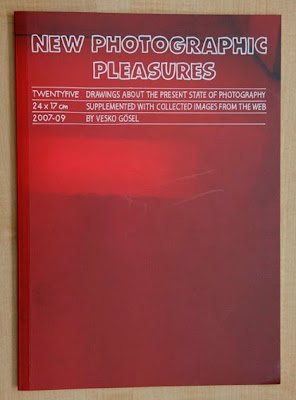 NEW PHOTOGRAPHIC
PLEASURES
TWENTYFIVE DRAWINGS ABOUT THE PRESENT STATE OF PHOTOGRAPHY
24 x 17 cm SUPPLEMENTED WITH COLLECTED IMAGES FROM THE WEB
2007-09 BY VESKO GÖSEL